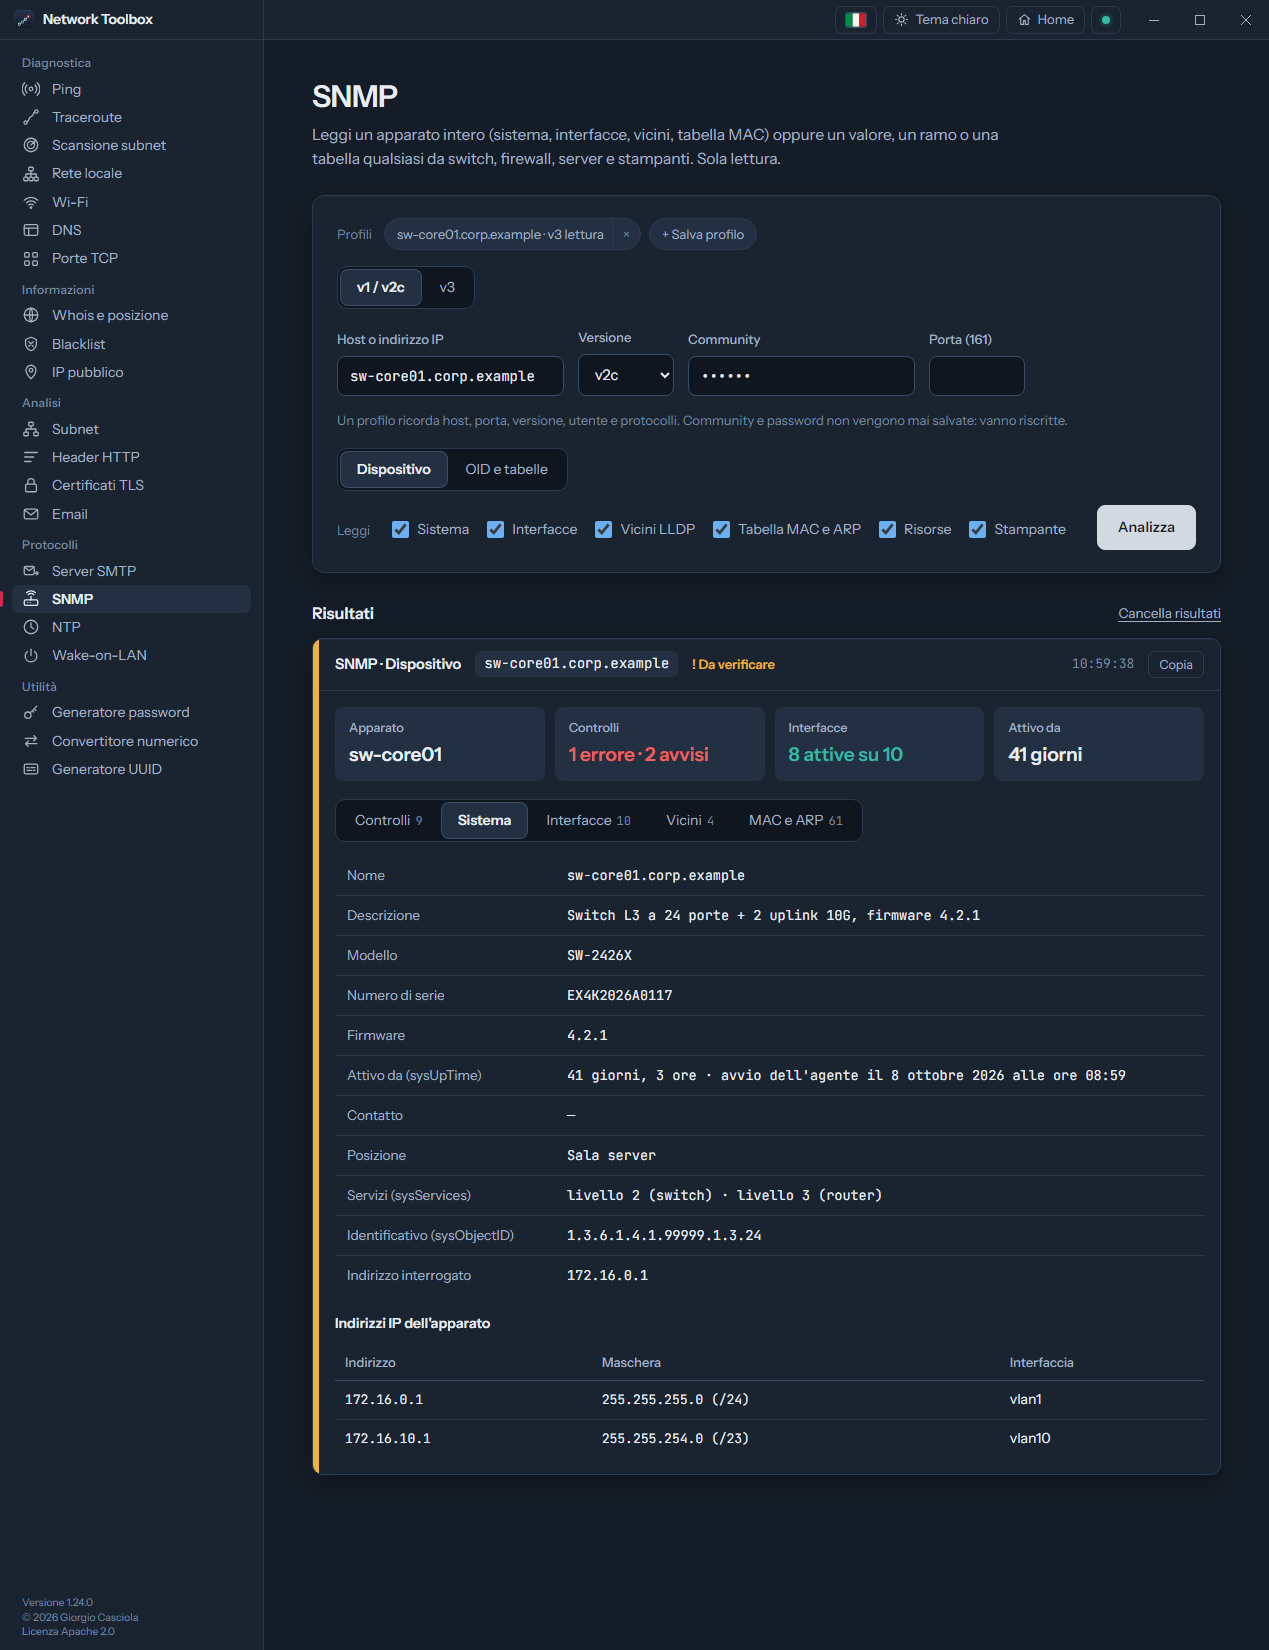 Network Toolbox
Tema chiaro
Home
Diagnostica
Ping
Traceroute
Scansione subnet
Rete locale
Wi-Fi
DNS
Porte TCP
Informazioni
Whois e posizione
Blacklist
IP pubblico
Analisi
Subnet
Header HTTP
Certificati TLS
Email
Protocolli
Server SMTP
SNMP
NTP
Wake-on-LAN
Utilità
Generatore password
Convertitore numerico
Generatore UUID
Versione 1.24.0
© 2026 Giorgio Casciola
Licenza Apache 2.0
SNMP
Leggi un apparato intero (sistema, interfacce, vicini, tabella MAC) oppure un valore, un ramo o una
tabella qualsiasi da switch, firewall, server e stampanti. Sola lettura.
Profili sw-core01.corp.example · v3 lettura × + Salva profilo
v1 / v2c v3
Host o indirizzo IP Versione Community Porta (161)
sw-core01.corp.example v2c ••••••
Un profilo ricorda host, porta, versione, utente e protocolli. Community e password non vengono mai salvate: vanno riscritte.
Dispositivo OID e tabelle
Leggi Sistema Interfacce Vicini LLDP Tabella MAC e ARP Risorse Stampante Analizza
Risultati Cancella risultati
SNMP · Dispositivo sw-core01.corp.example ! Da verificare 10:59:38 Copia
Apparato Controlli Interfacce Attivo da
sw-core01 1 errore · 2 avvisi 8 attive su 10 41 giorni
Controlli 9 Sistema Interfacce 10 Vicini 4 MAC e ARP 61
Nome sw-core01.corp.example
Descrizione Switch L3 a 24 porte + 2 uplink 10G, firmware 4.2.1
Modello SW-2426X
Numero di serie EX4K2026A0117
Firmware 4.2.1
Attivo da (sysUpTime) 41 giorni, 3 ore · avvio dell'agente il 8 ottobre 2026 alle ore 08:59
Contatto —
Posizione Sala server
Servizi (sysServices) livello 2 (switch) · livello 3 (router)
Identificativo (sysObjectID) 1.3.6.1.4.1.99999.1.3.24
Indirizzo interrogato 172.16.0.1
Indirizzi IP dell'apparato
Indirizzo Maschera Interfaccia
172.16.0.1 255.255.255.0 (/24) vlan1
172.16.10.1 255.255.254.0 (/23) vlan10